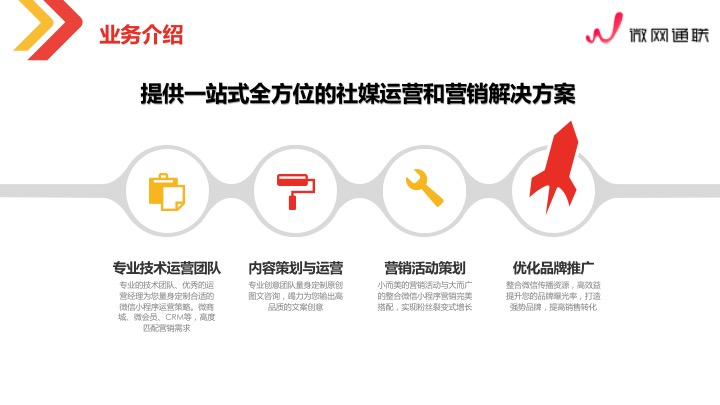 业务介绍
微网通联
提供一站式全方位的社媒运营和营销解决方案
专业技术运营团队
专业的技术团队、优秀的运
营经理为您量身定制合适的
微信小程序运营策略。微商
城、微会员、CRM等，高度
匹配营销需求
内容策划与运营
专业创意团队量身定制原创
图文咨询，竭力为您输出高
品质的文案创意
营销活动策划
小而美的营销活动与大而广
的整合微信小程序营销完美
搭配，实现粉丝裂变式增长
优化品牌推广
整合微信传播资源，高效益
提升您的品牌曝光率，打造
强势品牌，提高销售转化